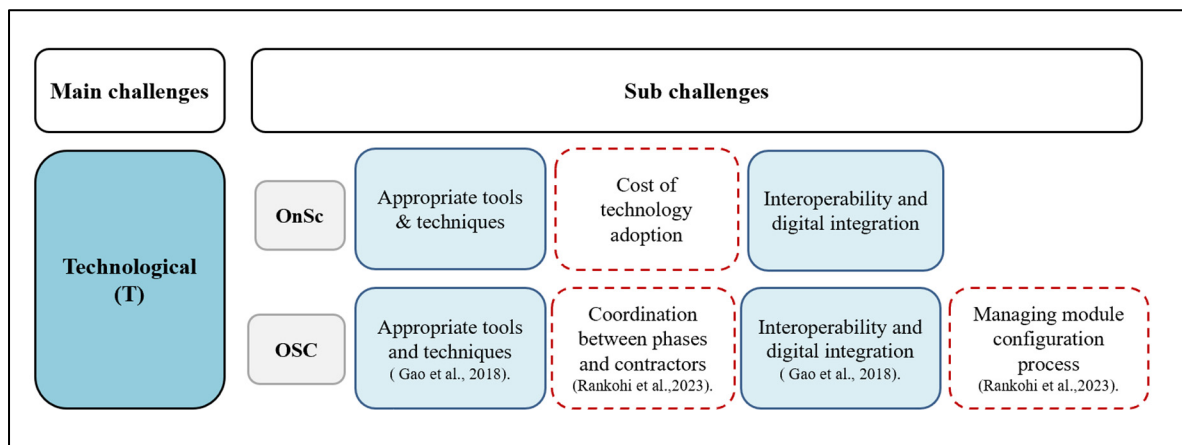 Main challenges
Sub challenges
Technological
(T)
OnSc
Appropriate tools
& techniques
Cost of
technology
adoption
Interoperability and
digital integration
OSC
Appropriate tools
and techniques
( Gao et al., 2018).
Coordination
between phases
and contractors
(Rankohi et al.,2023).
Interoperability and
digital integration
( Gao et al., 2018).
Managing module
configuration
process
(Rankohi et al.,2023).